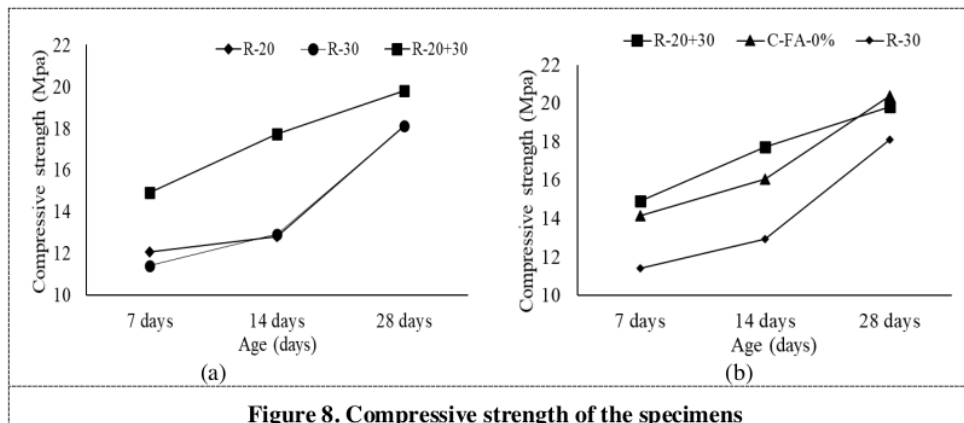 R-20 R-30 R-20+30
Compressive strength (Mpa)
22
20
18
16
14
12
10
7 days 14 days 28 days
Age (days)
(a)
R-20+30 C-FA-0% R-30
Compressive strength (Mpa)
22
20
18
16
14
12
10
7 days 14 days 28 days
Age (days)
(b)
Figure 8. Compressive strength of the specimens